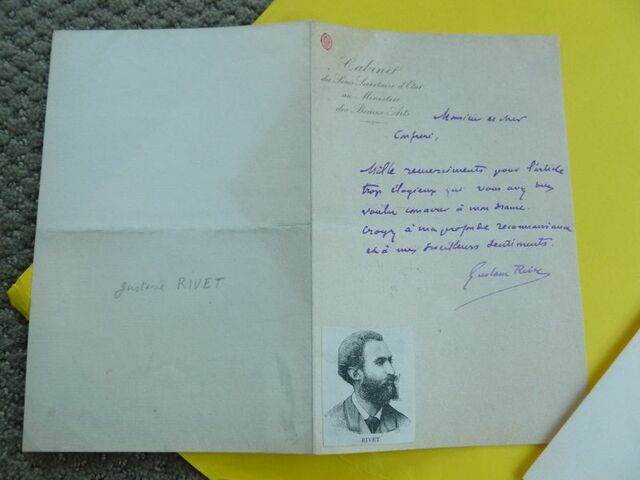 Gustave RIVET
Cabinet
du Sous-Secrétaire d'État
au Ministère
des Beaux-Arts
Monsieur et cher
Confrère,
Mille remerciements pour l'article
trop élogieux que vous avez bien
voulu consacrer à mon drame.
Croyez à ma profonde reconnaissance
et à mes meilleurs sentiments.
Gustave Rivet
RIVET